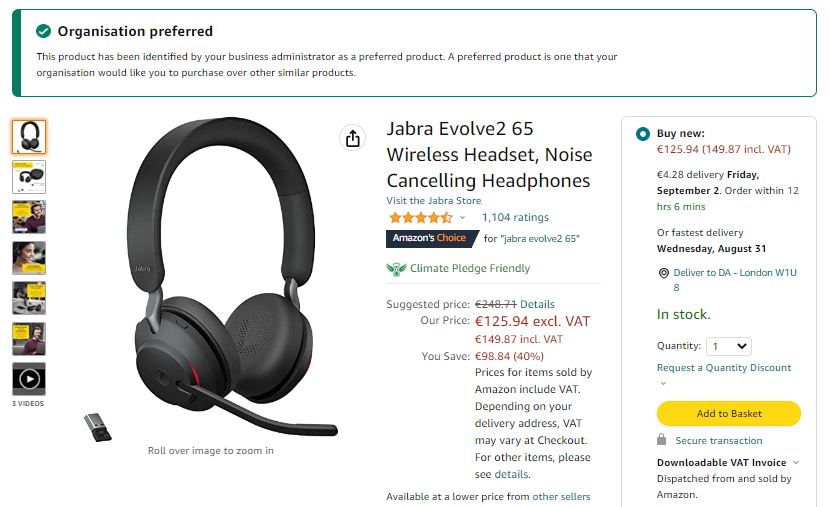 Organisation preferred
This product has been identified by your business administrator as a preferred product. A preferred product is one that your
organisation would like you to purchase over other similar products.
3 VIDEOS
Jabra
Roll over image to zoom in
Jabra Evolve2 65
Wireless Headset, Noise
Cancelling Headphones
Visit the Jabra Store
1,104 ratings
Amazon's Choice for "jabra evolve2 65"
Climate Pledge Friendly
Suggested price: €248.71 Details
Our Price: €125.94 excl. VAT
€149.87 incl. VAT
You Save: €98.84 (40%)
Prices for items sold by
Amazon include VAT.
Depending on your
delivery address, VAT
may vary at Checkout.
For other items, please
see details.
Available at a lower price from other sellers
Buy new:
€125.94 (149.87 incl. VAT)
€4.28 delivery Friday,
September 2. Order within 12
hrs 6 mins
Or fastest delivery
Wednesday, August 31
Deliver to DA - London W1U
8
In stock.
Quantity: 1
Request a Quantity Discount
Add to Basket
Secure transaction
Downloadable VAT Invoice
Dispatched from and sold by
Amazon.